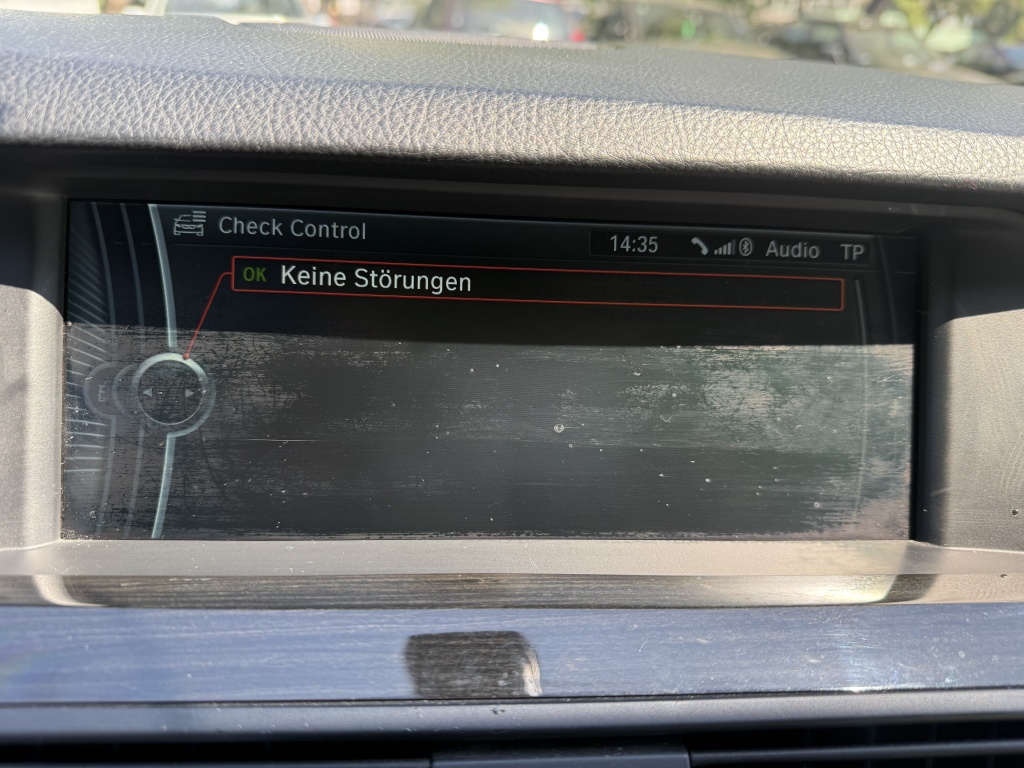 Check Control
14:35 Audio TP
OK Keine Störungen